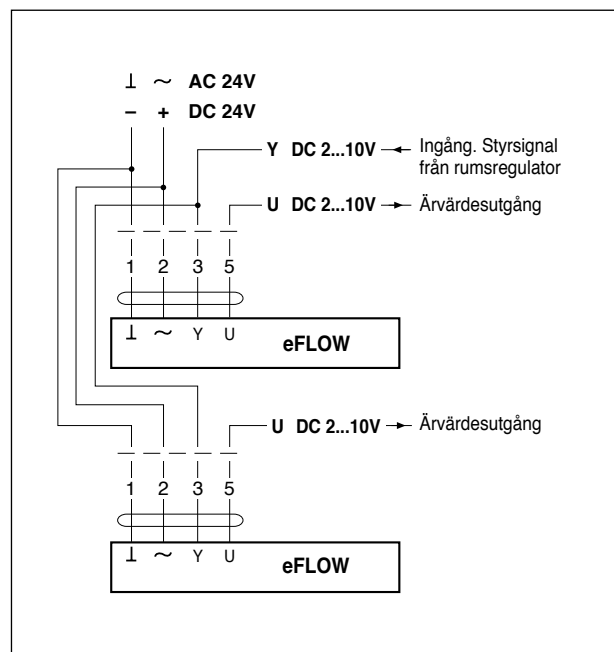 ⊥ ~ AC 24V
– + DC 24V
Y DC 2...10V Ingång. Styrsignal
från rumsregulator
U DC 2...10V Ärvärdesutgång
1 2 3 5
⊥ ~ Y U
eFLOW
U DC 2...10V Ärvärdesutgång
1 2 3 5
⊥ ~ Y U
eFLOW